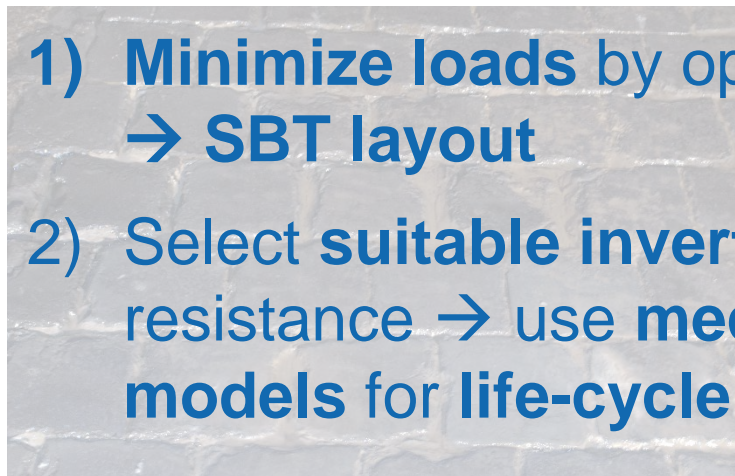 1) Minimize loads by op
→ SBT layout
2) Select suitable inver
resistance → use me
models for life-cycle